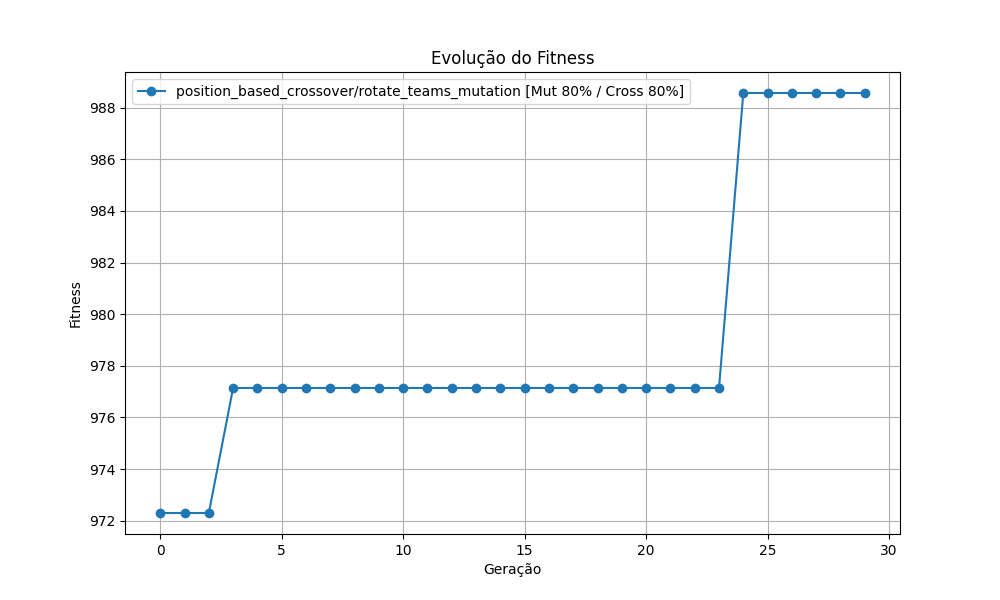 Evolução do Fitness
position_based_crossover/rotate_teams_mutation [Mut 80% / Cross 80%]
988
986
984
982
980
978
976
974
972
Fitness
0 5 10 15 20 25 30
Geração